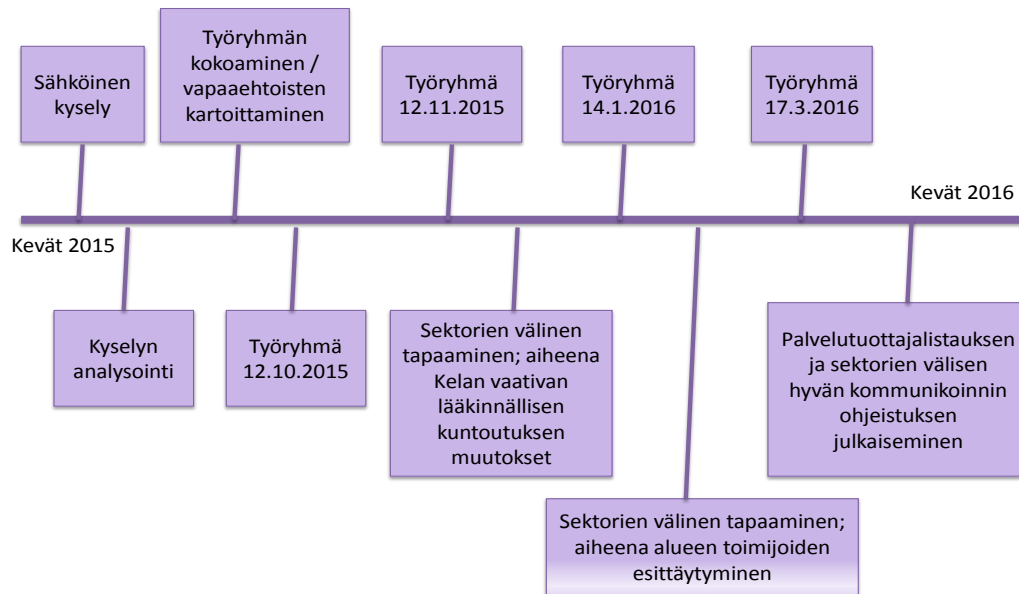 Sähköinen
kysely
Työryhmän
kokoaminen /
vapaaehtoisten
kartoittaminen
Työryhmä
12.11.2015
Työryhmä
14.1.2016
Työryhmä
17.3.2016
Kevät 2016
Kevät 2015
Kyselyn
analysointi
Työryhmä
12.10.2015
Sektorien välinen
tapaaminen; aiheena
Kelan vaativan
lääkinnällisen
kuntoutuksen
muutokset
Sektorien välinen tapaaminen;
aiheena alueen toimijoiden
esittäytyminen
Palvelutuottajalistauksen
ja sektorien välisen
hyvän kommunikoinnin
ohjeistuksen
julkaiseminen